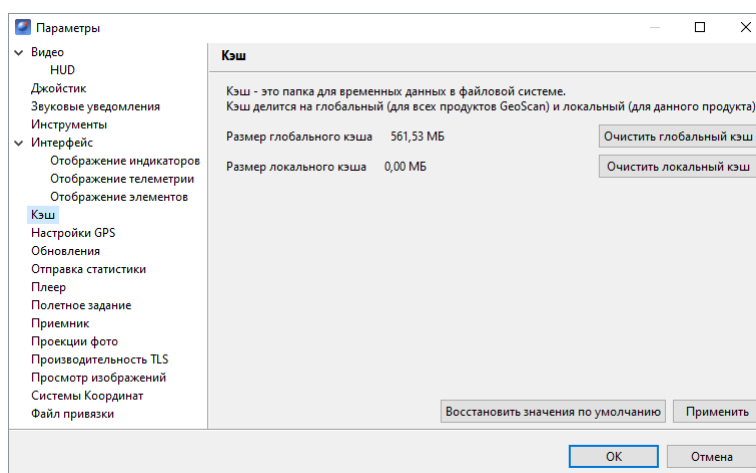 Параметры
Видео
HUD
Джойстик
Звуковые уведомления
Инструменты
Интерфейс
Отображение индикаторов
Отображение телеметрии
Отображение элементов
Кэш
Настройки GPS
Обновления
Отправка статистики
Плеер
Полетное задание
Приемник
Проекции фото
Производительность TLS
Просмотр изображений
Системы Координат
Файл привязки
Кэш
Кэш - это папка для временных данных в файловой системе.
Кэш делится на глобальный (для всех продуктов GeoScan) и локальный (для данного продукта)
Размер глобального кэша 561,53 МБ Очистить глобальный кэш
Размер локального кэша 0,00 МБ Очистить локальный кэш
Восстановить значения по умолчанию Применить
ОК Отмена